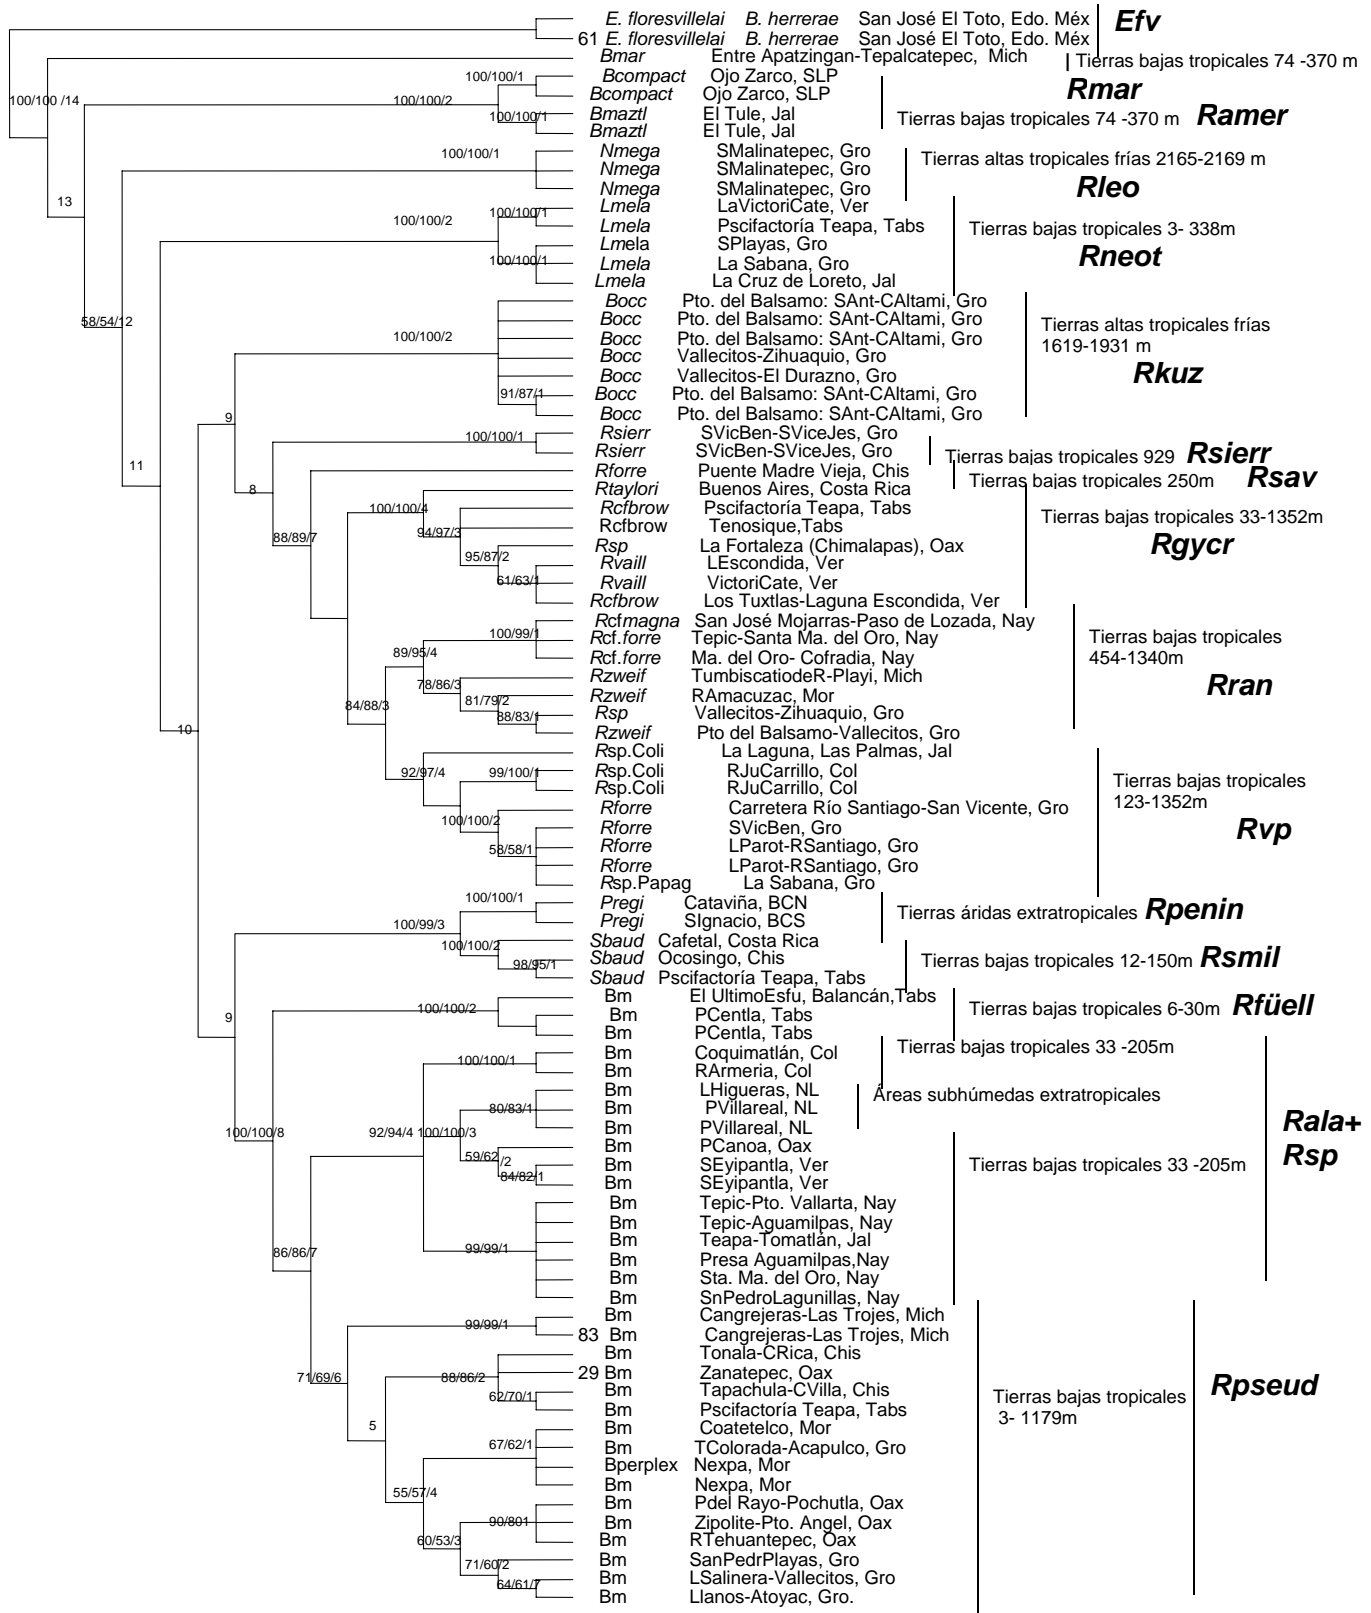 E. floresvillelai B. herrerae San José El Toto, Edo. Méx
61 E. floresvillelai B. herrerae San José El Toto, Edo. Méx
Efv
Bmar Entre Apatzingan-Tepalcatepec, Mich
Tierras bajas tropicales 74 -370 m
Rmar
100/100/1
Bcompact Ojo Zarco, SLP
100/100 /14
100/100/2
Bcompact Ojo Zarco, SLP
100/100/1
Bmaztl El Tule, Jal
Bmaztl El Tule, Jal
Tierras bajas tropicales 74 -370 m Ramer
100/100/1
Nmega SMalinatepec, Gro
Nmega SMalinatepec, Gro
Nmega SMalinatepec, Gro
Tierras altas tropicales frías 2165-2169 m
Rleo
13
100/100/2
100/100/1
Lmela LaVictoriCate, Ver
Lmela Pscifactoría Teapa, Tabs
Lmela SPlayas, Gro
100/100/1
Lmela La Sabana, Gro
Lmela La Cruz de Loreto, Jal
Tierras bajas tropicales 3- 338m
Rneot
58/54/12
Bocc Pto. del Balsamo: SAnt-CAltami, Gro
Bocc Pto. del Balsamo: SAnt-CAltami, Gro
100/100/2
Bocc Pto. del Balsamo: SAnt-CAltami, Gro
Bocc Vallecitos-Zihuaquio, Gro
Bocc Vallecitos-El Durazno, Gro
91/87/1
Bocc Pto. del Balsamo: SAnt-CAltami, Gro
Bocc Pto. del Balsamo: SAnt-CAltami, Gro
Tierras altas tropicales frías
1619-1931 m
Rkuz
9
100/100/1
Rsierr SVicBen-SViceJes, Gro
Rsierr SVicBen-SViceJes, Gro
Tierras bajas tropicales 929 Rsierr
11
8
Rforre Puente Madre Vieja, Chis
Tierras bajas tropicales 250m Rsav
Rtaylori Buenos Aires, Costa Rica
100/100/4
Rcfbrow Pscifactoría Teapa, Tabs
88/89/7
94/97/3
Rcfbrow Tenosique,Tabs
95/87/2
Rsp La Fortaleza (Chimalapas), Oax
Rvaill LEscondida, Ver
61/63/1
Rvaill VictoriCate, Ver
Rcfbrow Los Tuxtlas-Laguna Escondida, Ver
Tierras bajas tropicales 33-1352m
Rgycr
Rcfmagna San José Mojarras-Paso de Lozada, Nay
100/99/1
Rcf.forre Tepic-Santa Ma. del Oro, Nay
89/95/4
Rcf.forre Ma. del Oro- Cofradia, Nay
78/86/3
Rzweif TumbiscatiodeR-Playi, Mich
84/88/3
81/79/2
Rzweif RAmacuzac, Mor
88/83/1
Rsp Vallecitos-Zihuaquio, Gro
Rzweif Pto del Balsamo-Vallecitos, Gro
Tierras bajas tropicales
454-1340m
Rran
10
Rsp.Coli La Laguna, Las Palmas, Jal
92/97/4
99/100/1
Rsp.Coli RJuCarrillo, Col
Rsp.Coli RJuCarrillo, Col
100/100/2
Rforre Carretera Río Santiago-San Vicente, Gro
Rforre SVicBen, Gro
58/58/1
Rforre LParot-RSantiago, Gro
Rforre LParot-RSantiago, Gro
Rsp.Papag La Sabana, Gro
Tierras bajas tropicales
123-1352m
Rvp
100/100/1
Pregi Cataviña, BCN
100/99/3
Pregi SIgnacio, BCS
Tierras áridas extratropicales Rpenin
100/100/2
Sbaud Cafetal, Costa Rica
98/95/1
Sbaud Ocosingo, Chis
Sbaud Pscifactoría Teapa, Tabs
Tierras bajas tropicales 12-150m Rsmil
9
100/100/2
Bm El UltimoEsfu, Balancán,Tabs
Bm PCentla, Tabs
Bm PCentla, Tabs
Tierras bajas tropicales 6-30m Rfüell
100/100/1
Bm Coquimatlán, Col
Bm RArmeria, Col
Tierras bajas tropicales 33 -205m
Bm LHigueras, NL
80/83/1
Bm PVillareal, NL
Bm PVillareal, NL
Áreas subhúmedas extratropicales
100/100/8
92/94/4 100/100/3
Bm PCanoa, Oax
59/62 /2
Bm SEyipantla, Ver
84/82/1
Bm SEyipantla, Ver
Tierras bajas tropicales 33 -205m
Rala+
Rsp
Bm Tepic-Pto. Vallarta, Nay
Bm Tepic-Aguamilpas, Nay
Bm Teapa-Tomatlán, Jal
86/86/7
99/99/1
Bm Presa Aguamilpas,Nay
Bm Sta. Ma. del Oro, Nay
Bm SnPedroLagunillas, Nay
99/99/1
Bm Cangrejeras-Las Trojes, Mich
83 Bm Cangrejeras-Las Trojes, Mich
Bm Tonala-CRica, Chis
71/69/6
88/86/2
29 Bm Zanatepec, Oax
62/70/1
Bm Tapachula-CVilla, Chis
Bm Pscifactoría Teapa, Tabs
5
Bm Coatetelco, Mor
67/62/1
Bm TColorada-Acapulco, Gro
Bperplex Nexpa, Mor
Bm Nexpa, Mor
55/57/4
Bm Pdel Rayo-Pochutla, Oax
90/801
Bm Zipolite-Pto. Angel, Oax
60/53/3
Bm RTehuantepec, Oax
71/60/2
Bm SanPedrPlayas, Gro
64/61/7
Bm LSalinera-Vallecitos, Gro
Bm Llanos-Atoyac, Gro.
Tierras bajas tropicales
3- 1179m
Rpseud